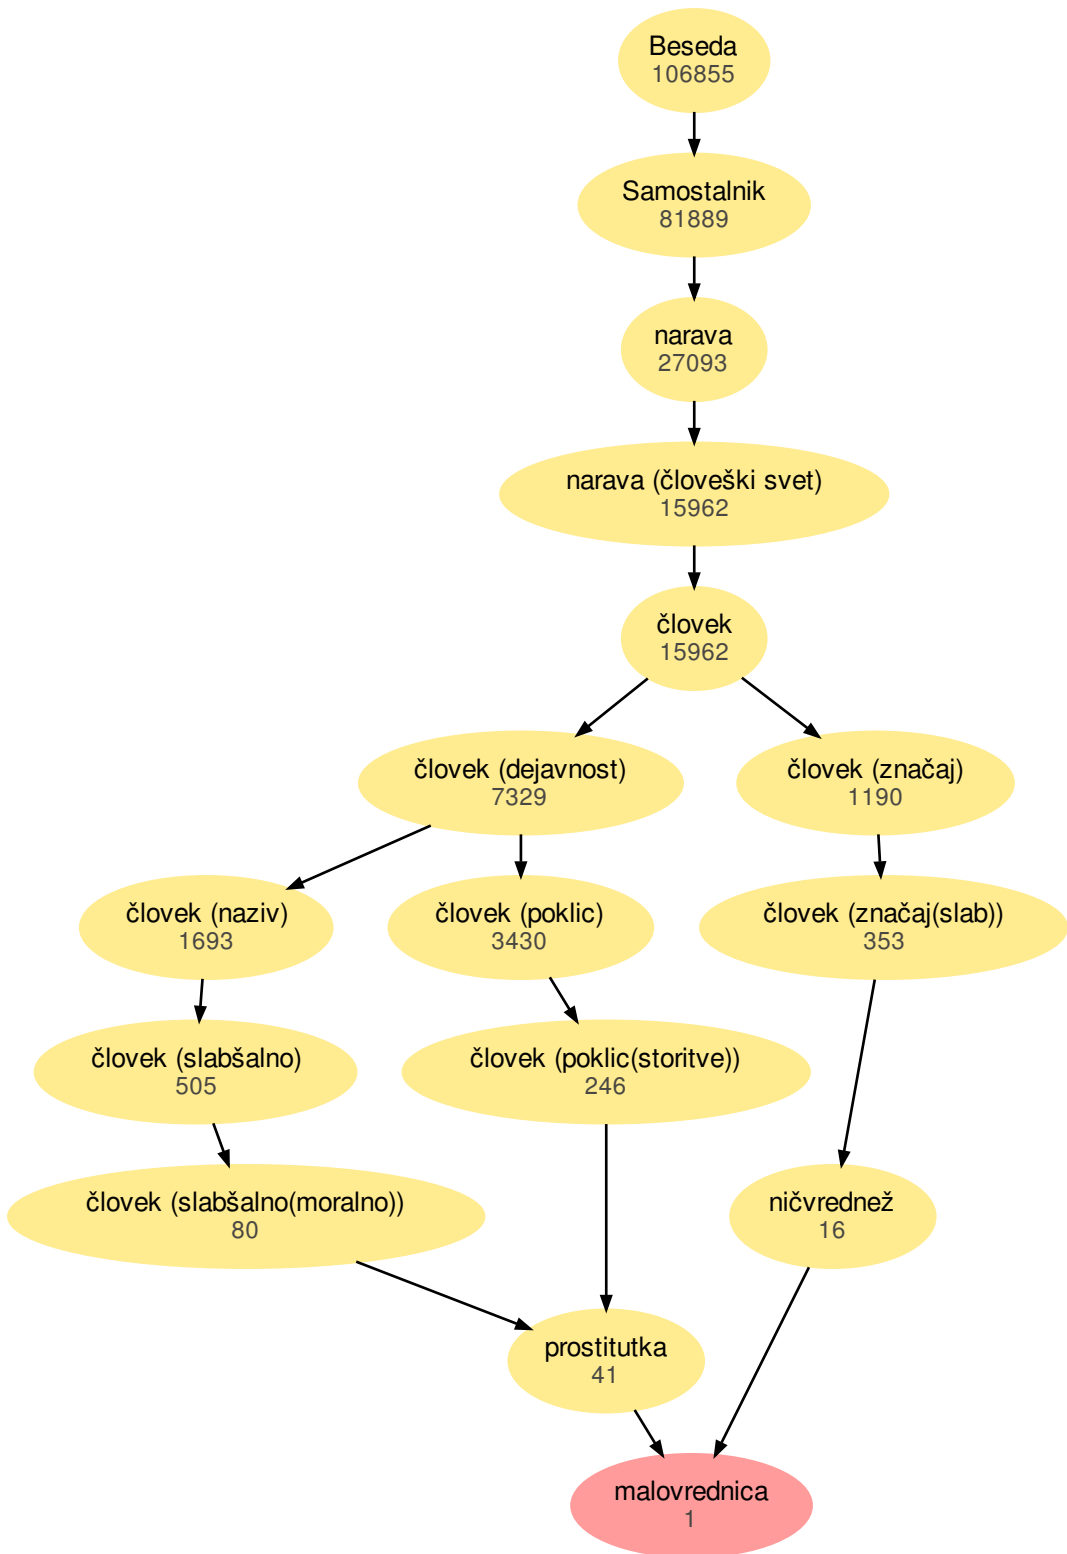 Beseda
106855
Samostalnik
81889
narava
27093
narava (človeški svet)
15962
človek
15962
človek (dejavnost)
7329
človek (značaj)
1190
človek (naziv)
1693
človek (poklic)
3430
človek (značaj(slab))
353
človek (slabšalno)
505
človek (poklic(storitve))
246
človek (slabšalno(moralno))
80
ničvrednež
16
prostitutka
41
malovrednica
1